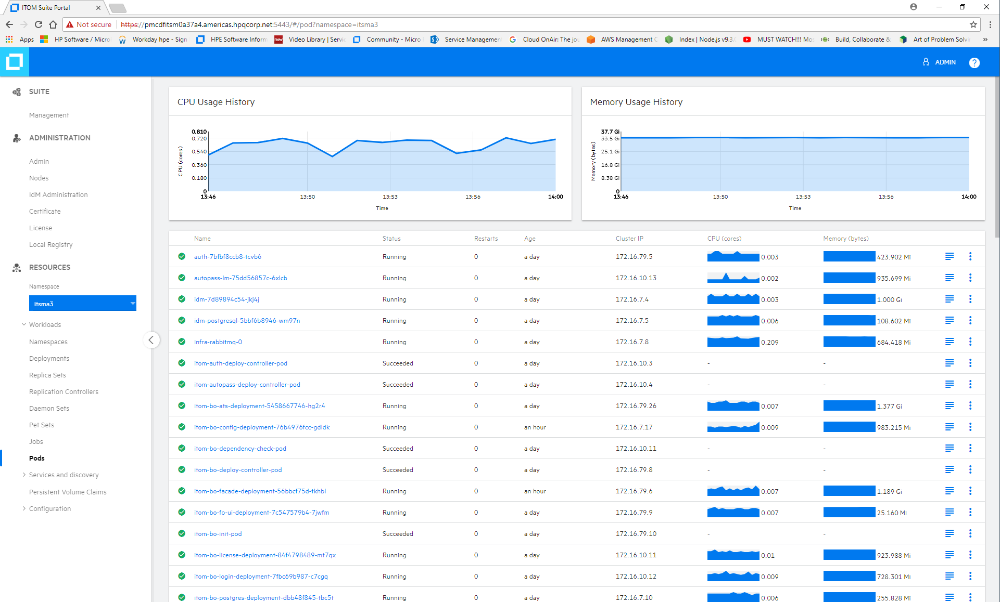 ITOM Suite Portal
Not secure | https://pmcdfitsm0a37a4.americas.hpqcorp.net:5443/#/pod?namespace=itsma3
Apps HP Software / Micro Workday hpe - Sign HPE Software Inform Video Library | Servic Community - Micro Service Management Cloud OnAir: The jou AWS Management C Index | Node.js v9.3.0 MUST WATCH!!! Mos Build, Collaborate & Art of Problem Solvi »
ADMIN ?
SUITE
Management
ADMINISTRATION
Admin
Nodes
IdM Administration
Certificate
License
Local Registry
RESOURCES
Namespace
itsma3
Workloads
Namespaces
Deployments
Replica Sets
Replication Controllers
Daemon Sets
Pet Sets
Jobs
Pods
Services and discovery
Persistent Volume Claims
Configuration
CPU Usage History
CPU (cores)
0.810
0.720
0.540
0.360
0.180
0
13:46 13:50 13:53 13:56 14:00
Time
Memory Usage History
Memory (bytes)
37.7 Gi
33.5 Gi
25.1 Gi
16.8 Gi
8.38 Gi
0
13:46 13:50 13:53 13:56 14:00
Time
Name Status Restarts Age Cluster IP CPU (cores) Memory (bytes)
auth-7bfbf8ccb8-tcvb6 Running 0 a day 172.16.79.5 0.003 423.902 Mi
autopass-lm-75dd56857c-6xlcb Running 0 a day 172.16.10.13 0.002 935.699 Mi
idm-7d89894c54-jkj4j Running 0 a day 172.16.7.4 0.003 1.000 Gi
idm-postgresql-5bbf6b8946-wm97n Running 0 a day 172.16.7.5 0.006 108.602 Mi
infra-rabbitmq-0 Running 0 a day 172.16.7.8 0.209 684.418 Mi
itom-auth-deploy-controller-pod Succeeded 0 a day 172.16.10.3 - -
itom-autopass-deploy-controller-pod Succeeded 0 a day 172.16.10.4 - -
itom-bo-ats-deployment-5458667746-hg2r4 Running 0 a day 172.16.79.26 0.007 1.377 Gi
itom-bo-config-deployment-76b4976fcc-gdldk Running 0 an hour 172.16.7.17 0.009 983.215 Mi
itom-bo-dependency-check-pod Succeeded 0 a day 172.16.10.11 - -
itom-bo-deploy-controller-pod Succeeded 0 a day 172.16.79.8 - -
itom-bo-facade-deployment-56bbcf75d-tkhbl Running 0 an hour 172.16.79.6 0.007 1.189 Gi
itom-bo-fo-ui-deployment-7c547579b4-7jwfm Running 0 a day 172.16.79.9 0.007 25.160 Mi
itom-bo-init-pod Succeeded 0 a day 172.16.79.10 - -
itom-bo-license-deployment-84f4798489-mt7qx Running 0 a day 172.16.10.11 0.01 923.988 Mi
itom-bo-login-deployment-7fbc69b987-c7cgq Running 0 a day 172.16.10.12 0.009 728.301 Mi
itom-bo-postgres-deployment-dbb48f845-tbc5t Running 0 a day 172.16.7.10 0.006 255.828 Mi